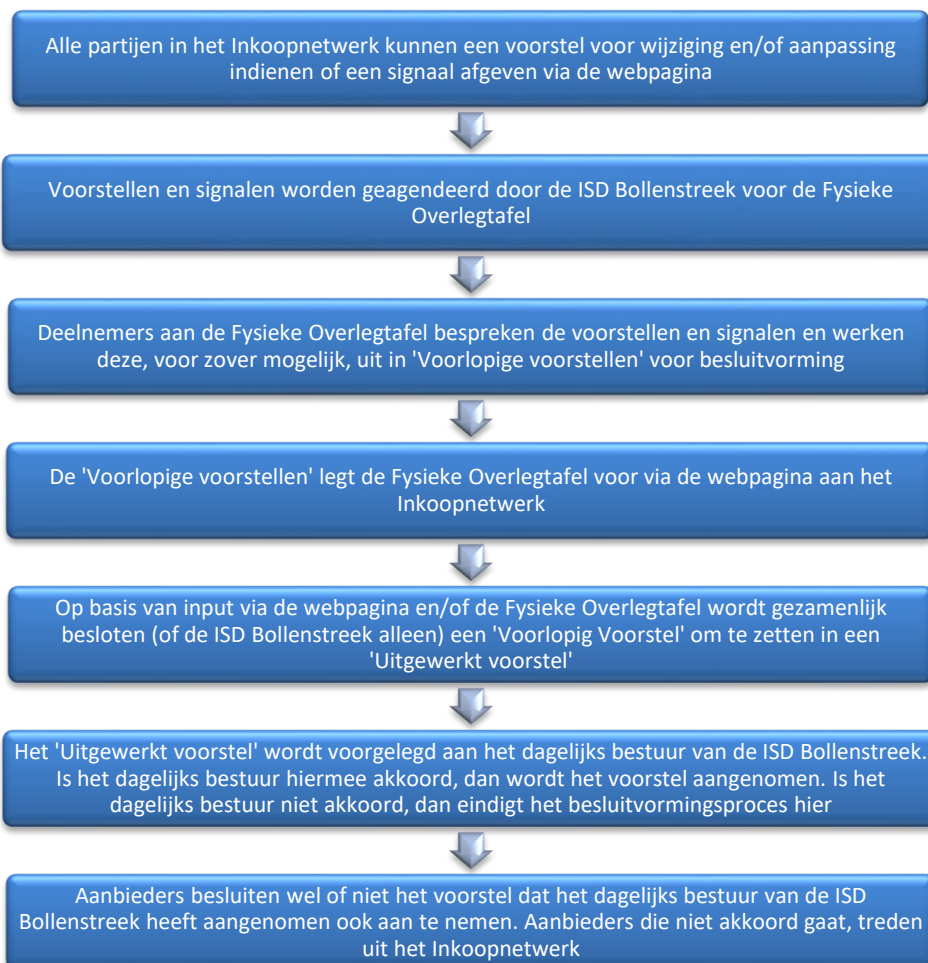 Alle partijen in het Inkoopnetwerk kunnen een voorstel voor wijziging en/of aanpassing
indienen of een signaal afgeven via de webpagina
Voorstellen en signalen worden geagendeerd door de ISD Bollenstreek voor de Fysieke
Overlegtafel
Deelnemers aan de Fysieke Overlegtafel bespreken de voorstellen en signalen en werken
deze, voor zover mogelijk, uit in 'Voorlopige voorstellen' voor besluitvorming
De 'Voorlopige voorstellen' legt de Fysieke Overlegtafel voor via de webpagina aan het
Inkoopnetwerk
Op basis van input via de webpagina en/of de Fysieke Overlegtafel wordt gezamenlijk
besloten (of de ISD Bollenstreek alleen) een 'Voorlopig Voorstel' om te zetten in een
'Uitgewerkt voorstel'
Het 'Uitgewerkt voorstel' wordt voorgelegd aan het dagelijks bestuur van de ISD Bollenstreek.
Is het dagelijks bestuur hiermee akkoord, dan wordt het voorstel aangenomen. Is het
dagelijks bestuur niet akkoord, dan eindigt het besluitvormingsproces hier
Aanbieders besluiten wel of niet het voorstel dat het dagelijks bestuur van de ISD
Bollenstreek heeft aangenomen ook aan te nemen. Aanbieders die niet akkoord gaat, treden
uit het Inkoopnetwerk